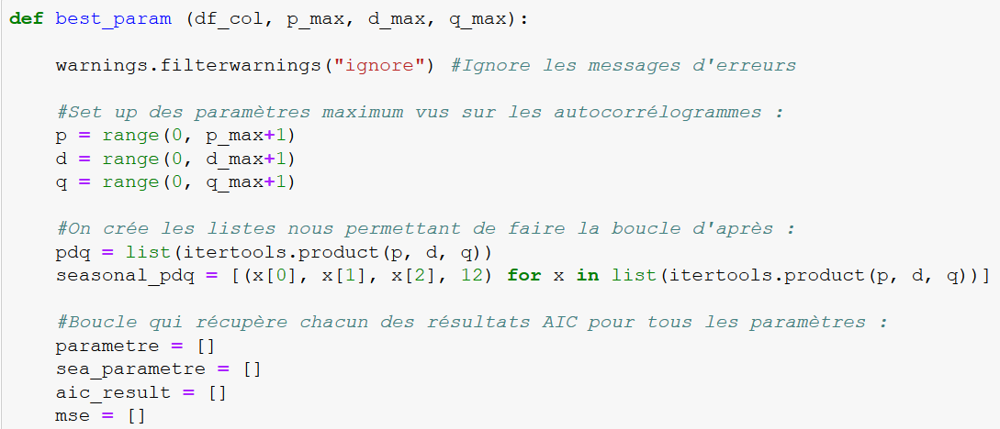 def best_param (df_col, p_max, d_max, q_max):
warnings.filterwarnings("ignore") #Ignore les messages d'erreurs
#Set up des paramètres maximum vus sur les autocorrélogrammes :
p = range(0, p_max+1)
d = range(0, d_max+1)
q = range(0, q_max+1)
#On crée les listes nous permettant de faire la boucle d'après :
pdq = list(itertools.product(p, d, q))
seasonal_pdq = [(x[0], x[1], x[2], 12) for x in list(itertools.product(p, d, q))]
#Boucle qui récupère chacun des résultats AIC pour tous les paramètres :
parametre = []
sea_parametre = []
aic_result = []
mse = []